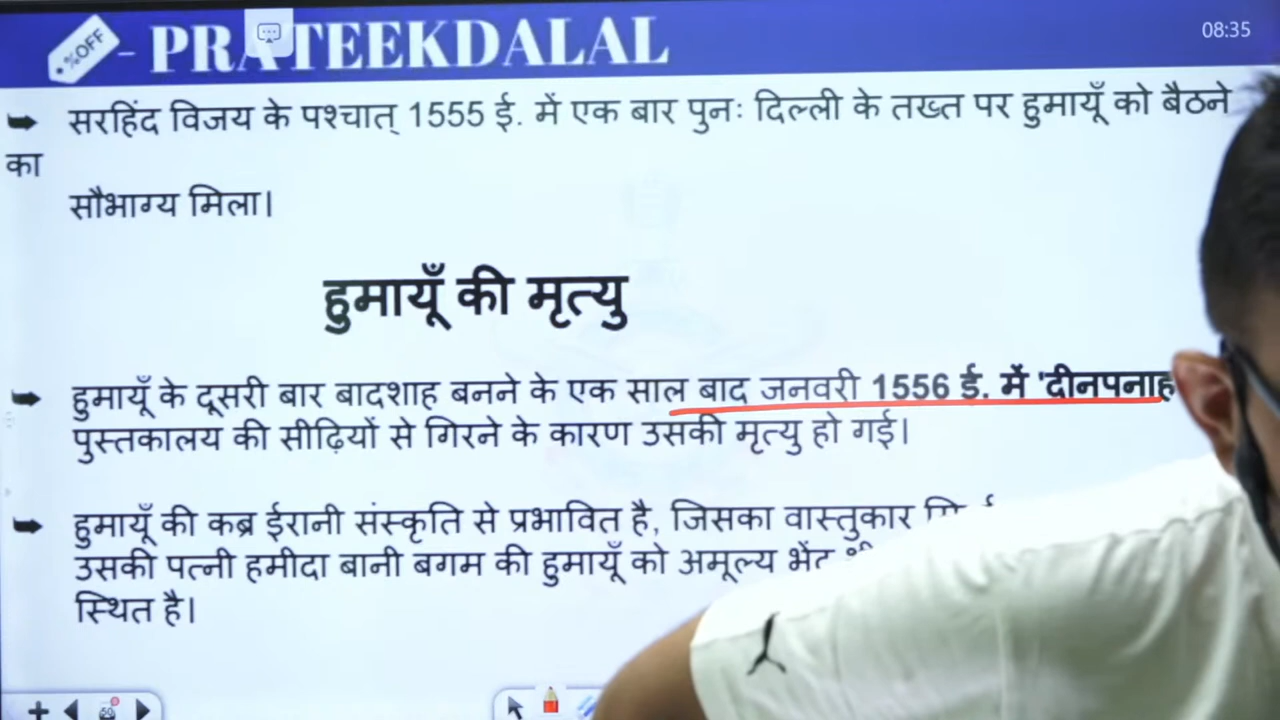 %OFF - PRATEEKDALAL
08:35
सरहिंद विजय के पश्चात् 1555 ई. में एक बार पुनः दिल्ली के तख्त पर हुमायूँ को बैठने
का
सौभाग्य मिला।
हुमायूँ की मृत्यु
हुमायूँ के दूसरी बार बादशाह बनने के एक साल बाद जनवरी 1556 ई. में 'दीनपनाह
पुस्तकालय की सीढ़ियों से गिरने के कारण उसकी मृत्यु हो गई।
हुमायूँ की कब्र ईरानी संस्कृति से प्रभावित है, जिसका वास्तुकार
उसकी पत्नी हमीदा बानी बगम की हुमायूँ को अमूल्य भेंट
स्थित है।